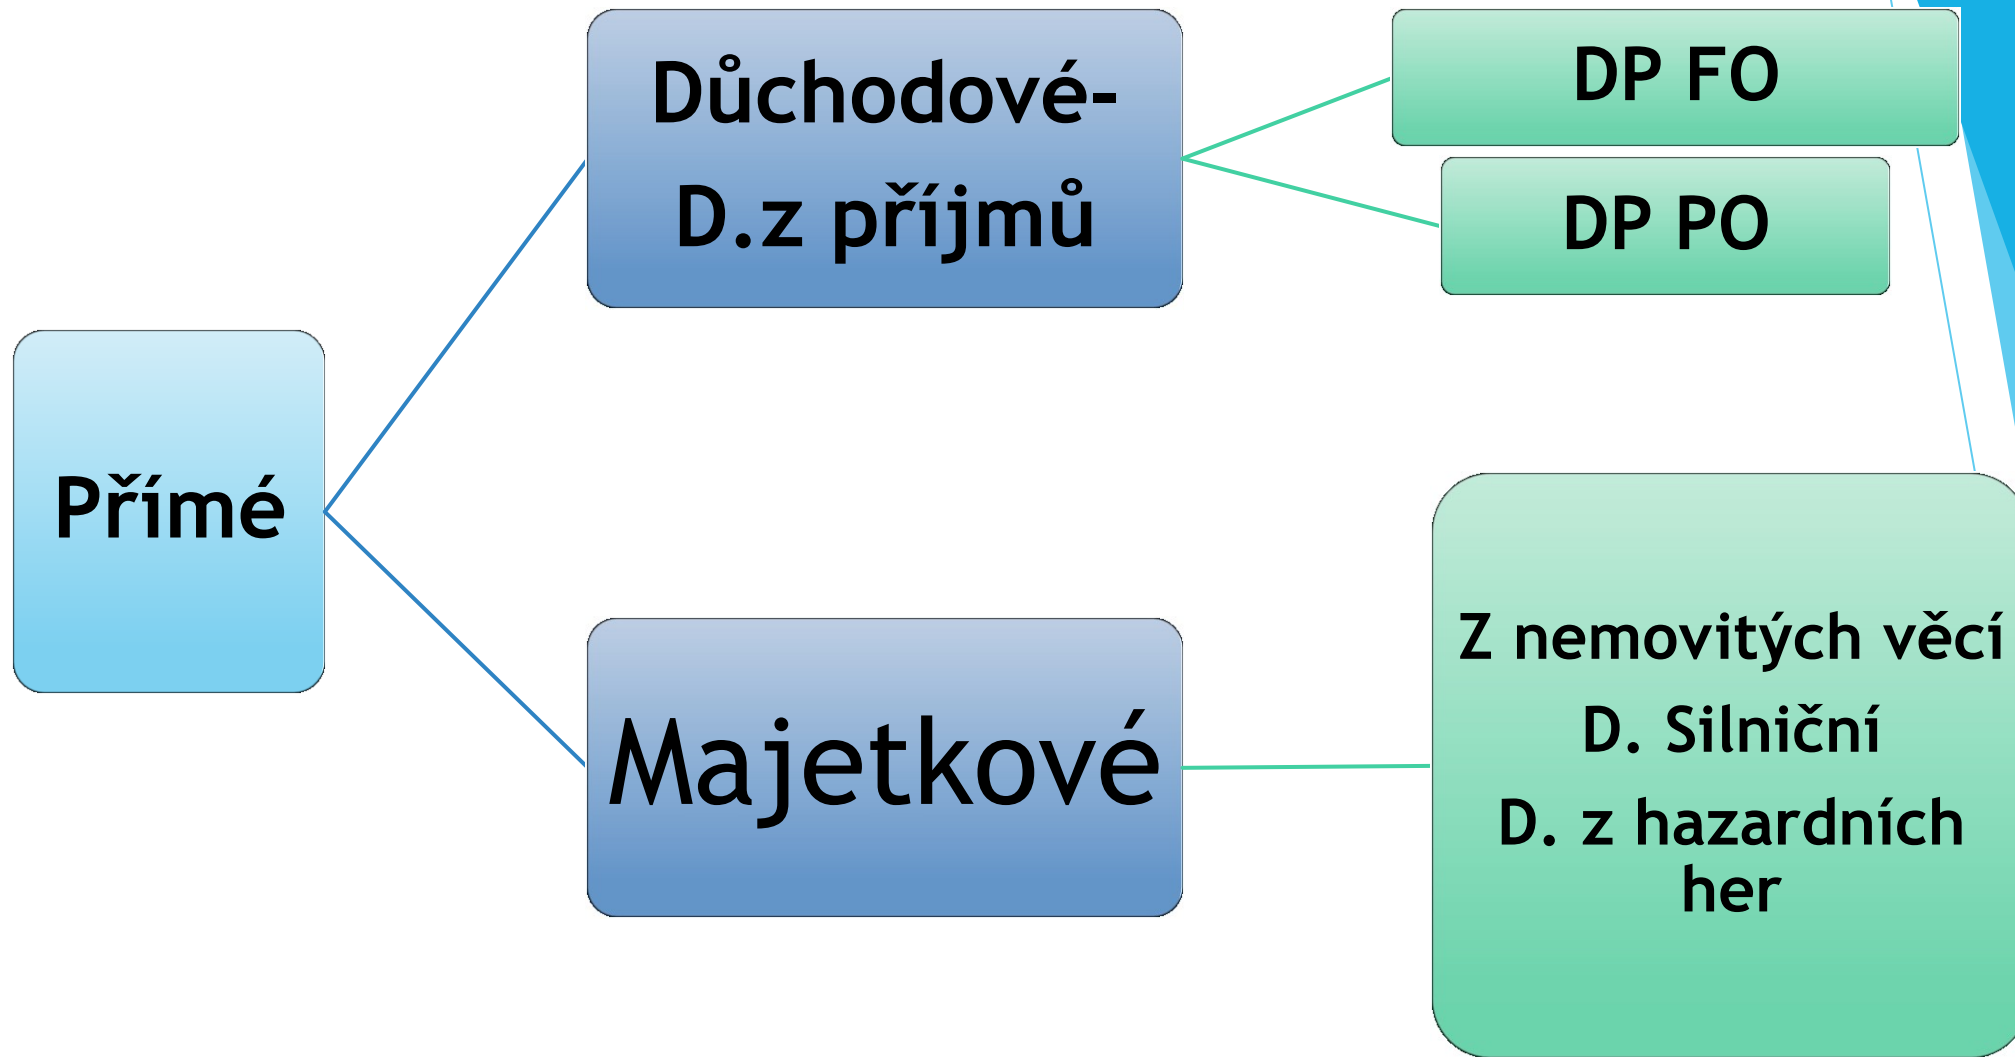 Přímé
Důchodové-
D.z příjmů
DP FO
DP PO
Majetkové
Z nemovitých věcí
D. Silniční
D. z hazardních
her